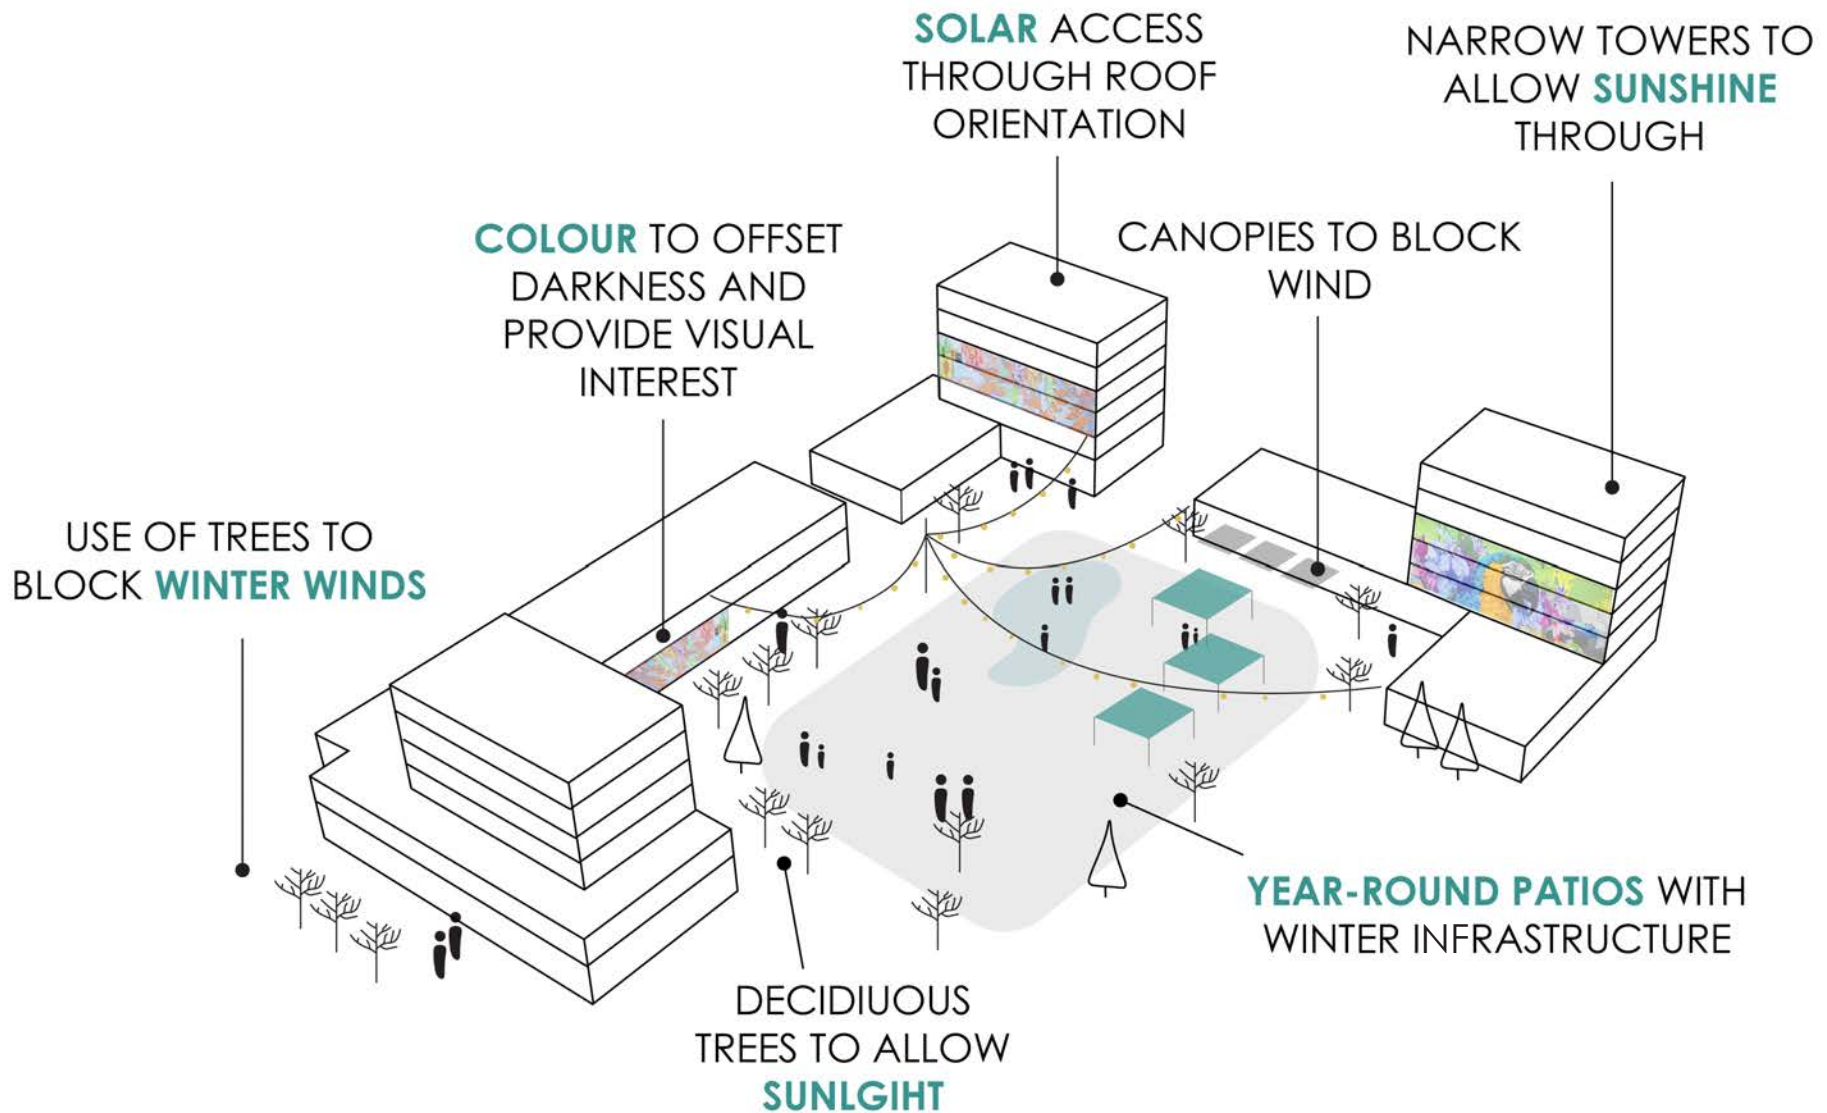 SOLAR ACCESS
THROUGH ROOF
ORIENTATION
NARROW TOWERS TO
ALLOW SUNSHINE
THROUGH
COLOUR TO OFFSET
DARKNESS AND
PROVIDE VISUAL
INTEREST
CANOPIES TO BLOCK
WIND
USE OF TREES TO
BLOCK WINTER WINDS
YEAR-ROUND PATIOS WITH
WINTER INFRASTRUCTURE
DECIDIUOUS
TREES TO ALLOW
SUNLGIHT